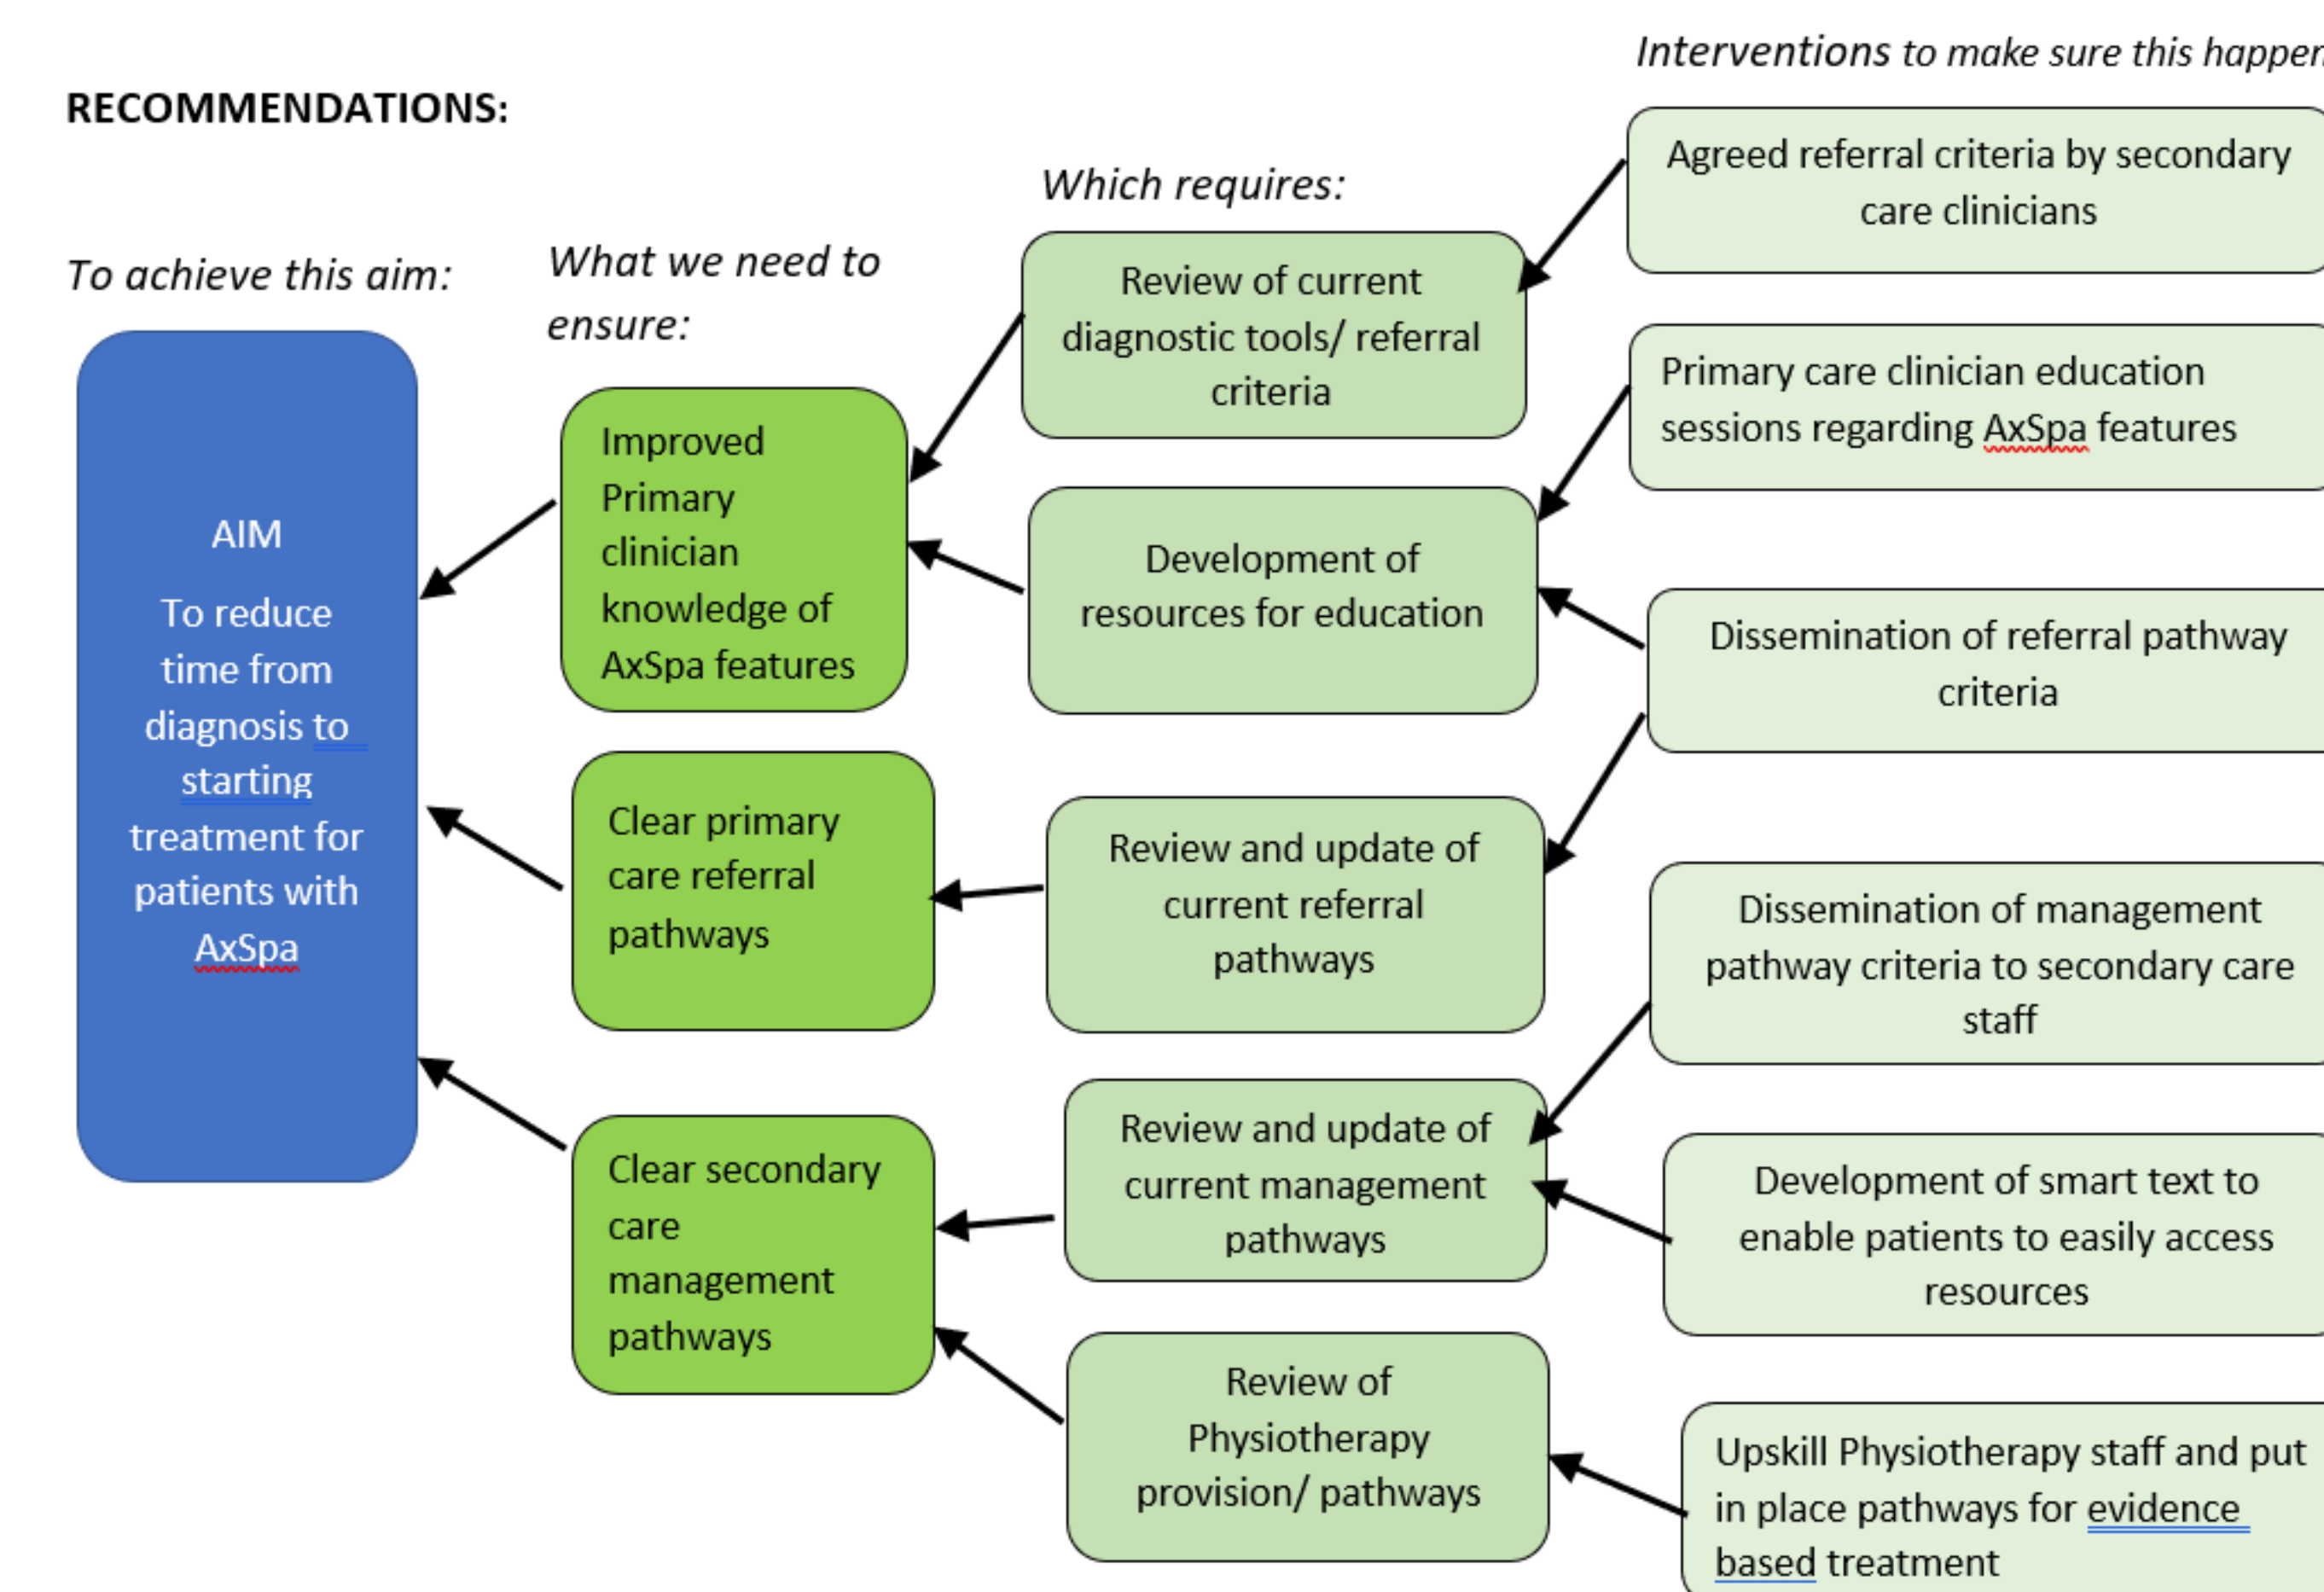 RECOMMENDATIONS:
To achieve this aim:
AIM
To reduce
time from
diagnosis to
starting
treatment for
patients with
AxSpa
What we need to
ensure:
Improved
Primary
clinician
knowledge of
AxSpa features
Clear primary
care referral
pathways
Clear secondary
care
management
pathways
Which requires:
Review of current
diagnostic tools/ referral
criteria
Development of
resources for education
Review and update of
current referral
pathways
Review and update of
current management
pathways
Review of
Physiotherapy
provision/ pathways
Interventions to make sure this happen
Agreed referral criteria by secondary
care clinicians
Primary care clinician education
sessions regarding AxSpa features
Dissemination of referral pathway
criteria
Dissemination of management
pathway criteria to secondary care
staff
Development of smart text to
enable patients to easily access
resources
Upskill Physiotherapy staff and put
in place pathways for evidence
based treatment